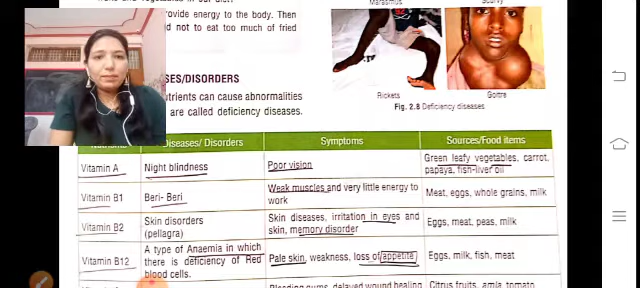 Marasmus
Scurvy
rovide energy to the body. Then
d not to eat too much of fried
Rickets
Goitre
Fig. 2.8 Deficiency diseases
SES/DISORDERS
utrients can cause abnormalities
are called deficiency diseases.
Diseases/ Disorders Symptoms Sources/Food items
Vitamin A Night blindness Poor vision Green leafy vegetables, carrot,
papaya, fish-liver oil
Vitamin B1 Beri- Beri Weak muscles and very little energy to
work Meat, eggs, whole grains, milk
Vitamin B2 Skin disorders
(pellagra) Skin diseases, irritation in eyes and
skin, memory disorder Eggs, meat, peas, milk
Vitamin B12 A type of Anaemia in which
there is deficiency of Red
blood cells. Pale skin, weakness, loss of appetite Eggs, milk, fish, meat
Bleeding gums, delayed wound healing Citrus fruits, amla tomato